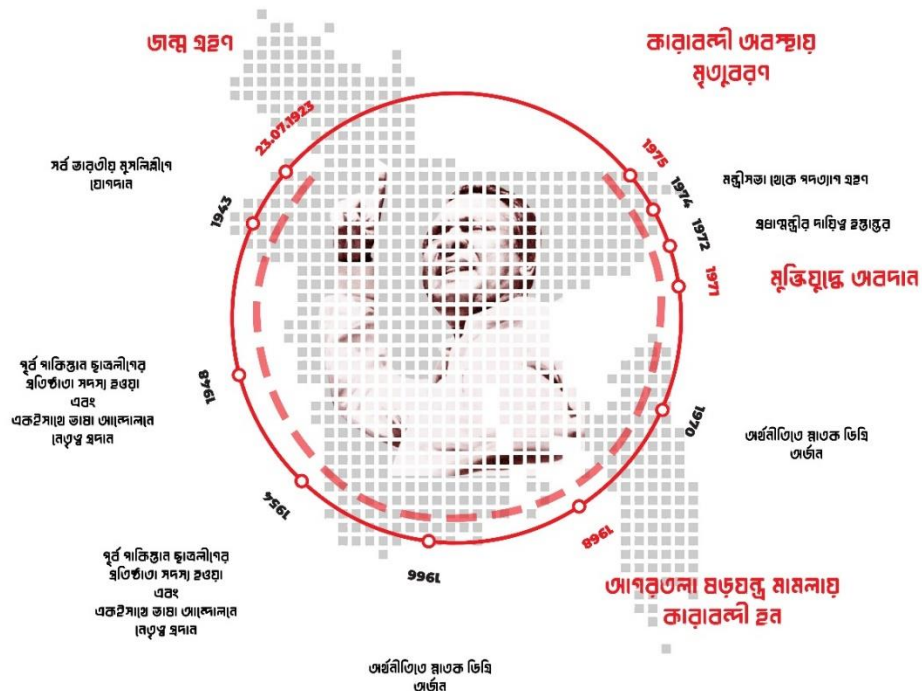 জন্ম গ্রহণ
কারাবন্দী অবস্হায়
মৃত্যুবরণ
23.07.1923
1975
সর্ব ভারতীয় মুসলিমলীগে
যোগদান
1974
মন্ত্রীসভা থেকে পদত্যাগ গ্রহণ
1943
1972
প্রধাণমন্ত্রীর দায়িত্ব হস্তান্তর
1971
মুক্তিযুদ্ধে অবদান
পূর্ব পাকিস্তান ছাত্রলীগের
প্রতিষ্ঠাতা সদস্য হওয়া
এবং
একইসাথে ভাষা আন্দোলনে
নেতৃত্ব প্রদান
1948
1970
অর্থনীতিতে স্নাতক ডিগ্রি
অর্জান
1954
1968
1966
পূর্ব পাকিস্তান ছাত্রলীগের
প্রতিষ্ঠাতা সদস্য হওয়া
এবং
একইসাথে ভাষা আন্দোলনে
নেতৃত্ব প্রদান
আগরতলা ষড়যন্ত্র মামলায়
কারাবন্দী হন
অর্থনীতিতে স্নাতক ডিগ্রি
অর্জান